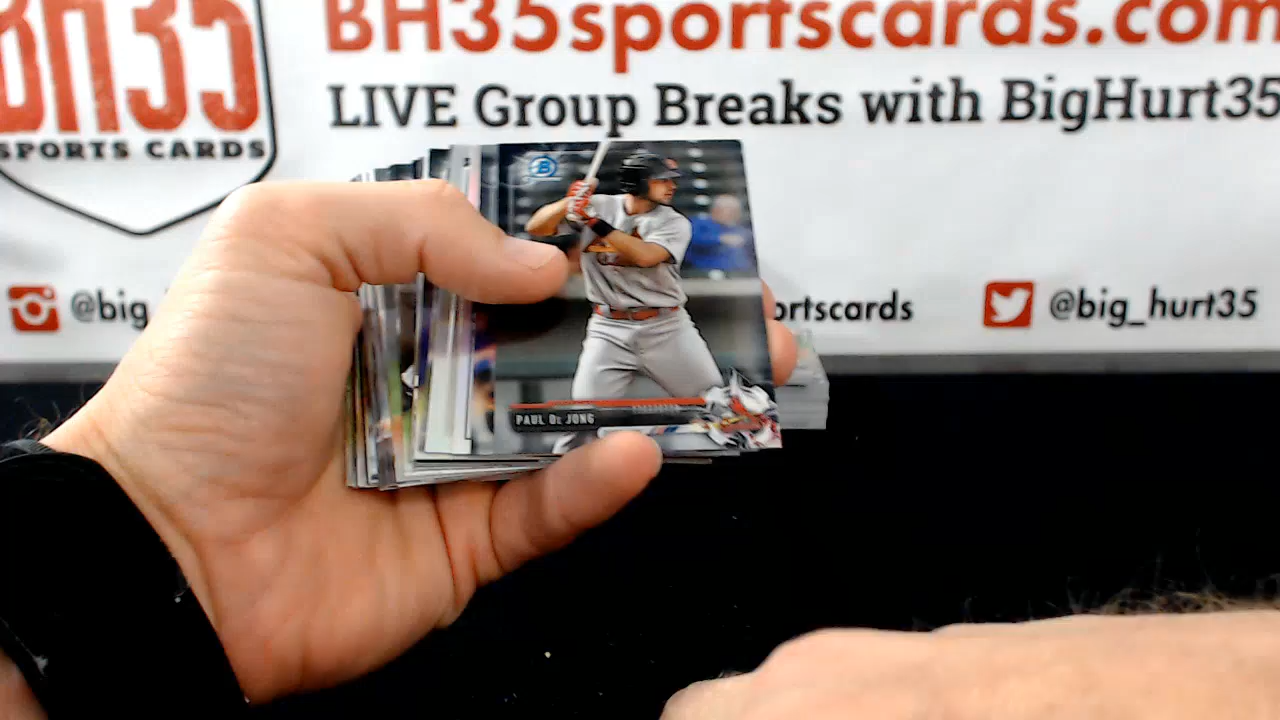 BH35
SPORTS CARDS
BH35sportscards.com
LIVE Group Breaks with BigHurt35
@big_
ortscards
@big_hurt35
B
PAUL DE JONG